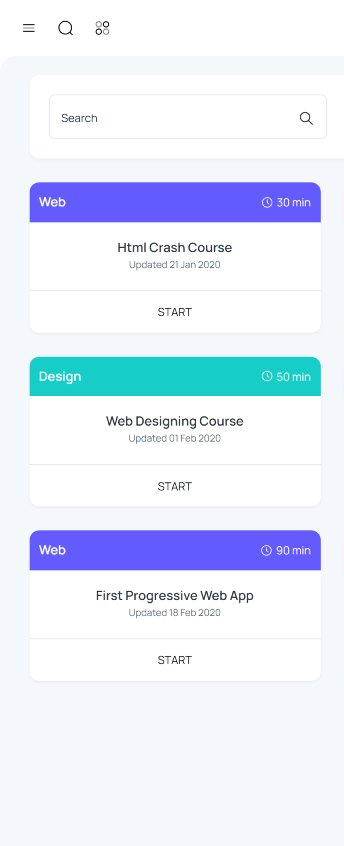 Search
Web
30 min
Html Crash Course
Updated 21 Jan 2020
START
Design
50 min
Web Designing Course
Updated 01 Feb 2020
START
Web
90 min
First Progressive Web App
Updated 18 Feb 2020
START